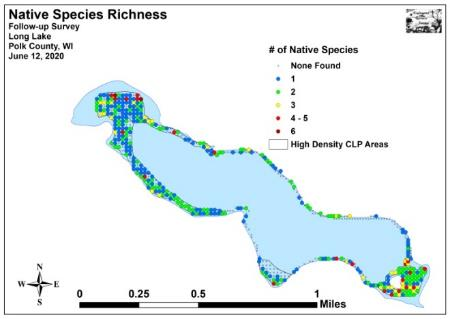 Native Species Richness
Follow-up Survey
Long Lake
Polk County, WI
June 12, 2020
# of Native Species
None Found
1
2
3
4 - 5
6
High Density CLP Areas
N
W E
S
0 0.25 0.5 1
Miles